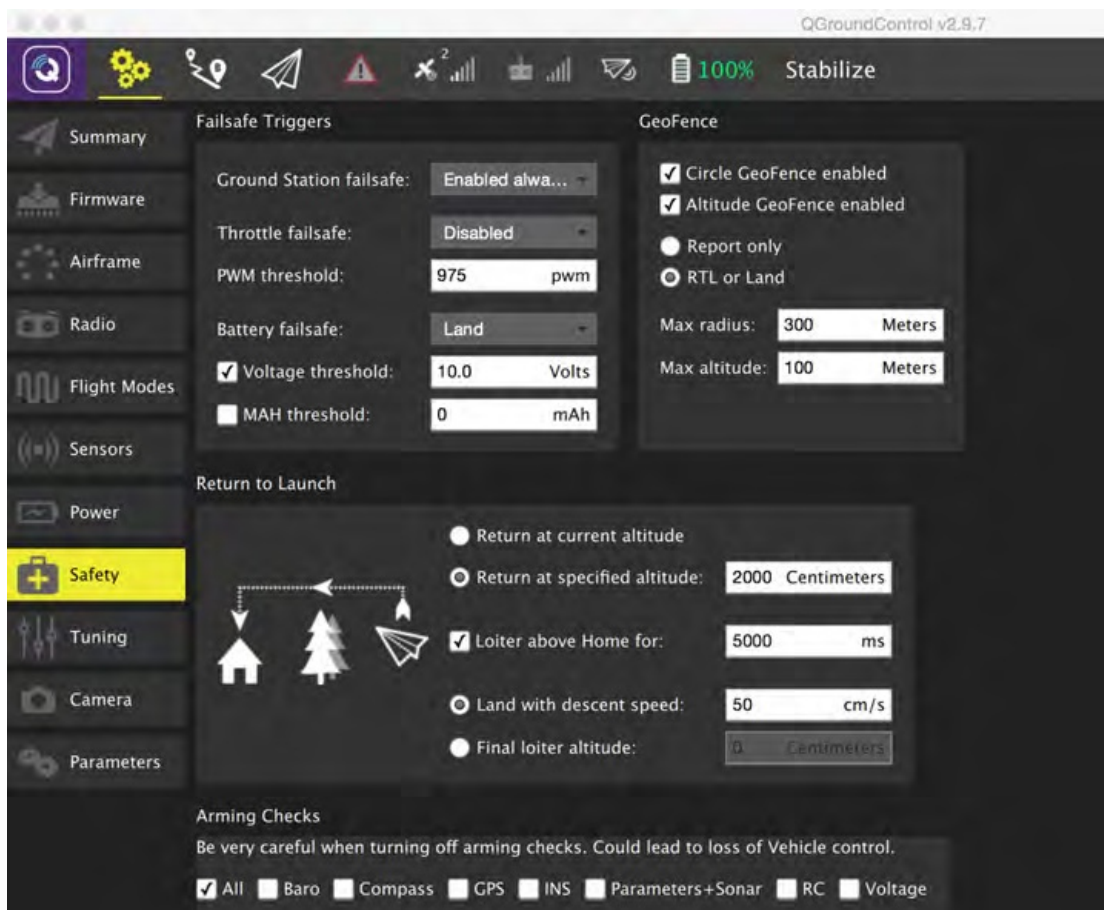 QGroundControl v2.9.7
2
100%
Stabilize
Summary
Firmware
Airframe
Radio
Flight Modes
Sensors
Power
Safety
Tuning
Camera
Parameters
Failsafe Triggers
Ground Station failsafe: Enabled alwa...
Throttle failsafe: Disabled
PWM threshold: 975 pwm
Battery failsafe: Land
Voltage threshold: 10.0 Volts
MAH threshold: 0 mAh
GeoFence
Circle GeoFence enabled
Altitude GeoFence enabled
Report only
RTL or Land
Max radius: 300 Meters
Max altitude: 100 Meters
Return to Launch
Return at current altitude
Return at specified altitude: 2000 Centimeters
Loiter above Home for: 5000 ms
Land with descent speed: 50 cm/s
Final loiter altitude: 0 Centimeters
Arming Checks
Be very careful when turning off arming checks. Could lead to loss of Vehicle control.
All Baro Compass GPS INS Parameters+Sonar RC Voltage